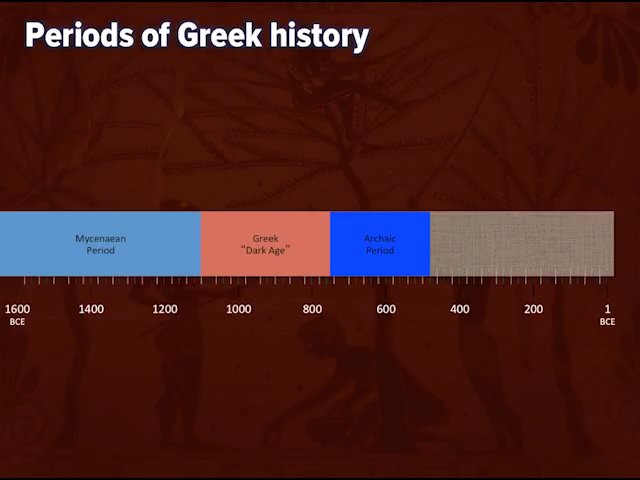 Periods of Greek history
Mycenaean
Period
Greek
"Dark Age"
Archaic
Period
1600 1400 1200 1000 800 600 400 200 1
BCE BCE